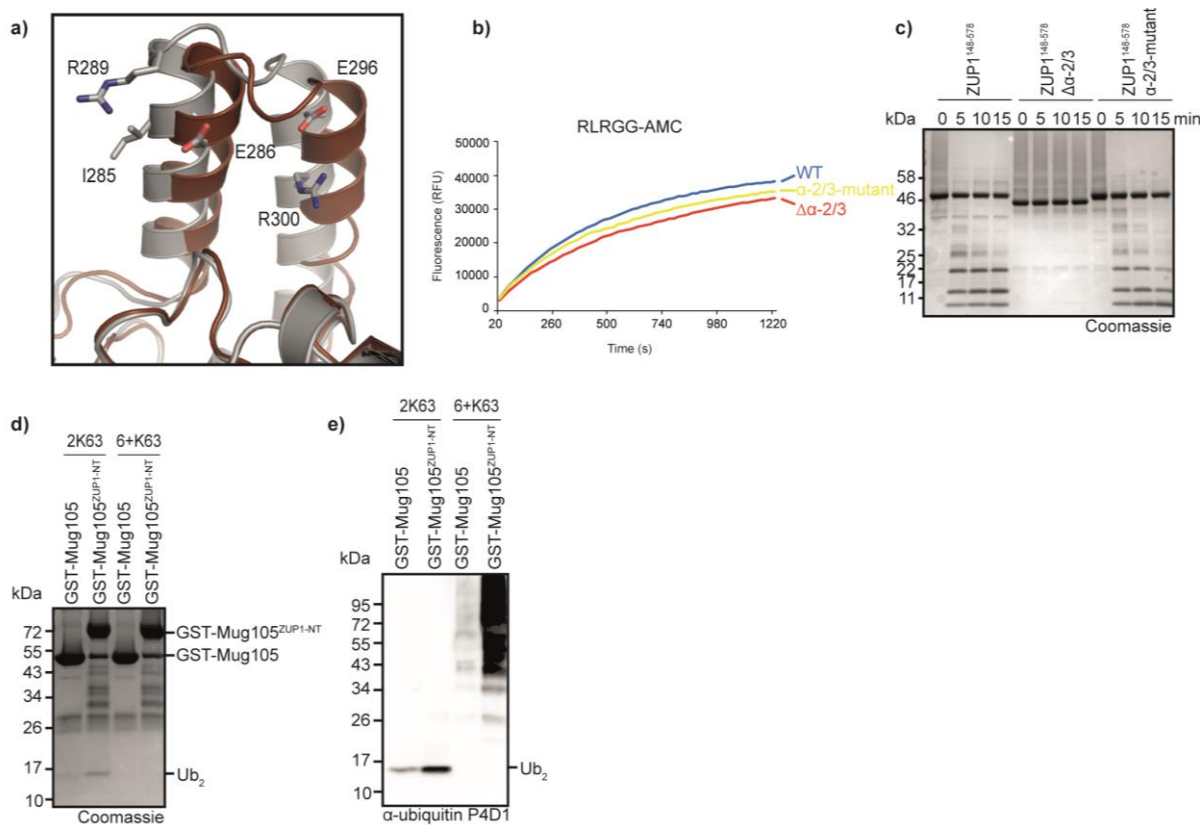 a)
R289
E296
I285
E286
R300
b)
RLRGG-AMC
Fluorescence (RFU)
50000
40000
30000
20000
10000
0
20 260 500 740 980 1220
Time (s)
WT
α-2/3-mutant
Δα-2/3
c)
ZUP1148-578
ZUP1148-578
Δα-2/3
ZUP1148-578
α-2/3-mutant
kDa 0 5 10 15 0 5 10 15 0 5 10 15 min
58
46
32
25
22
17
11
Coomassie
d)
2K63 6+K63
GST-Mug105
GST-Mug105ZUP1-NT
GST-Mug105
GST-Mug105ZUP1-NT
kDa
72
55
43
34
26
17
10
GST-Mug105ZUP1-NT
GST-Mug105
Ub2
Coomassie
e)
2K63 6+K63
GST-Mug105
GST-Mug105ZUP1-NT
GST-Mug105
GST-Mug105ZUP1-NT
kDa
95
72
55
43
34
26
17
10
Ub2
α-ubiquitin P4D1